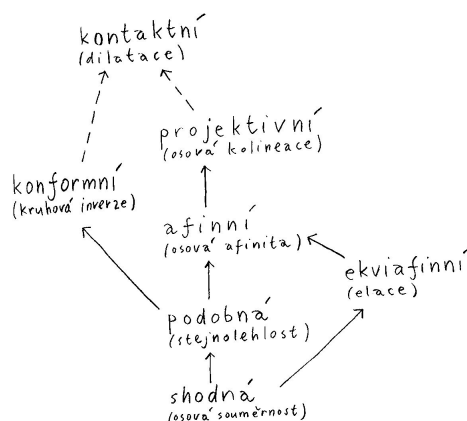 kontaktní
(dilatace)
projektivní
(osová kolineace)
konformní
(kruhová inverze)
afinní
(osová afinita)
ekviafinní
(elace)
podobná
(stejnolehlost)
shodná
(osová souměrnost)